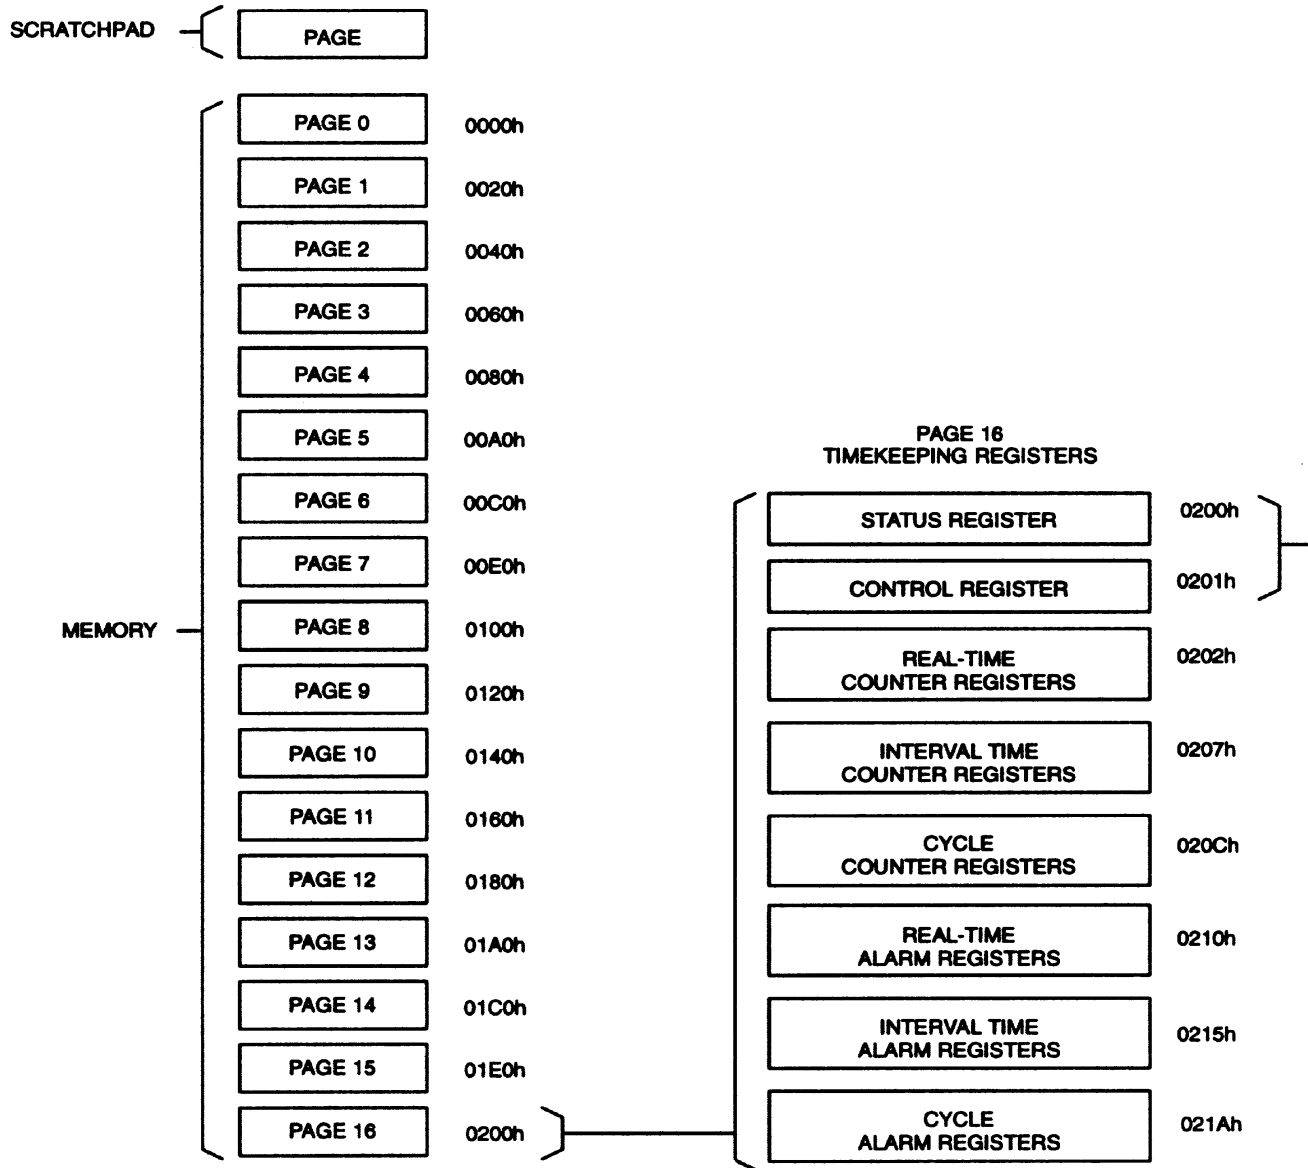 SCRATCHPAD
PAGE
MEMORY
PAGE 0 0000h
PAGE 1 0020h
PAGE 2 0040h
PAGE 3 0060h
PAGE 4 0080h
PAGE 5 00A0h
PAGE 6 00C0h
PAGE 7 00E0h
PAGE 8 0100h
PAGE 9 0120h
PAGE 10 0140h
PAGE 11 0160h
PAGE 12 0180h
PAGE 13 01A0h
PAGE 14 01C0h
PAGE 15 01E0h
PAGE 16 0200h
PAGE 16
TIMEKEEPING REGISTERS
STATUS REGISTER 0200h
CONTROL REGISTER 0201h
REAL-TIME
COUNTER REGISTERS
0202h
INTERVAL TIME
COUNTER REGISTERS
0207h
CYCLE
COUNTER REGISTERS
020Ch
REAL-TIME
ALARM REGISTERS
0210h
INTERVAL TIME
ALARM REGISTERS
0215h
CYCLE
ALARM REGISTERS
021Ah